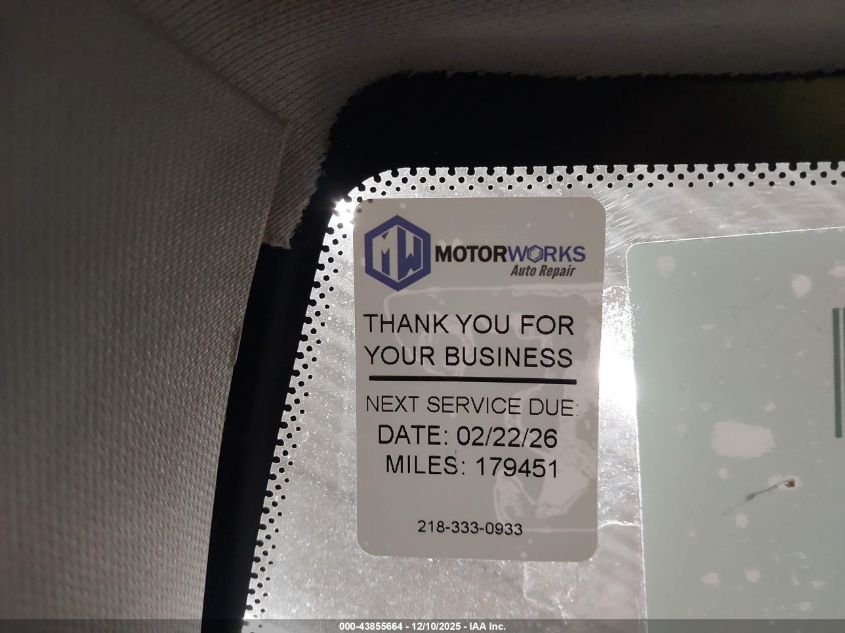 MW MOTORWORKS
Auto Repair
THANK YOU FOR
YOUR BUSINESS
NEXT SERVICE DUE:
DATE: 02/22/26
MILES: 179451
218-333-0933
000-43855664 - 12/10/2025 - IAA Inc.